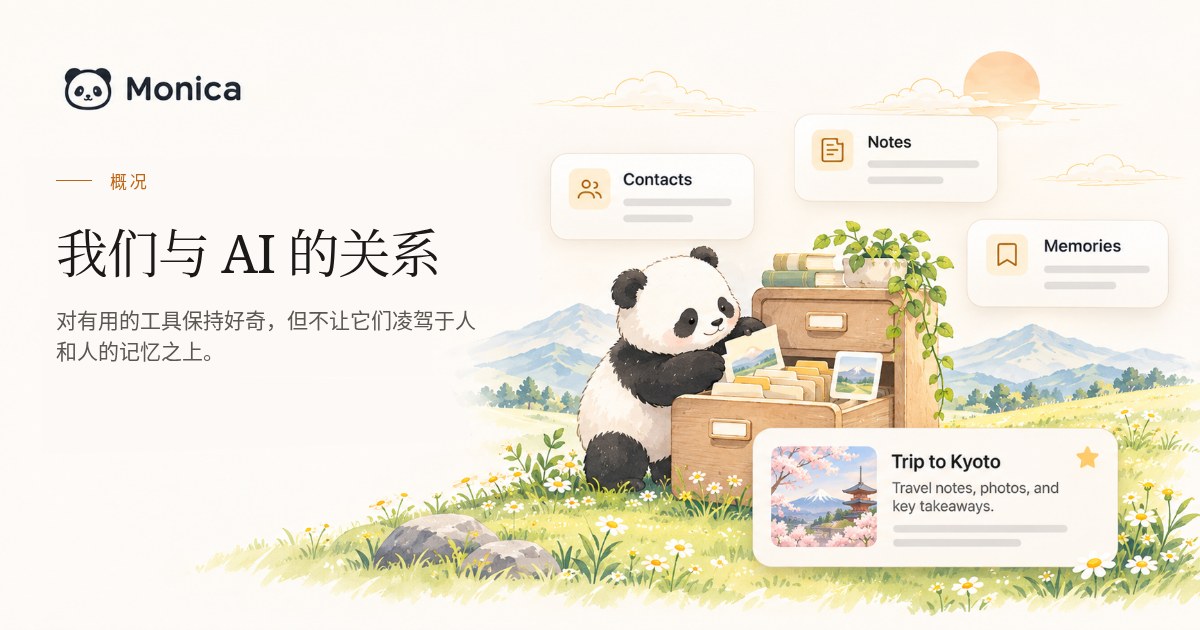 Monica
概况
我们与 AI 的关系
对有用的工具保持好奇，但不让它们凌驾于人
和人的记忆之上。
Contacts
Notes
Memories
Trip to Kyoto
Travel notes, photos, and
key takeaways.